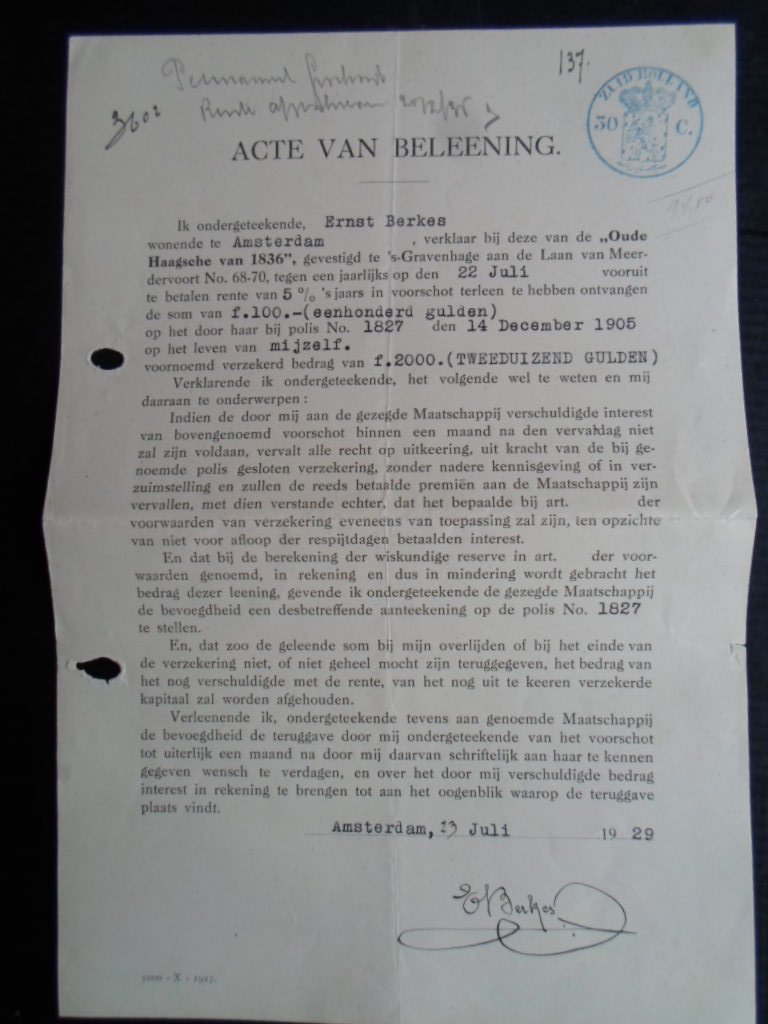 137.
3602
ZUID HOLLAND
50 C.
ACTE VAN BELEENING.
94.50
Ik ondergeteekende, Ernst Berkes
wonende te Amsterdam , verklaar bij deze van de „Oude
Haagsche van 1836”, gevestigd te 's-Gravenhage aan de Laan van Meer-
dervoort No. 68-70, tegen een jaarlijks op den 22 Juli vooruit
te betalen rente van 5 % 's jaars in voorschot terleen te hebben ontvangen
de som van f.100.-(eenhonderd gulden)
op het door haar bij polis No. 1827 den 14 December 1905
op het leven van mijzelf.
voornoemd verzekerd bedrag van f.2000.(TWEEDUIZEND GULDEN)
Verklarende ik ondergeteekende, het volgende wel te weten en mij
daaraan te onderwerpen :
Indien de door mij aan de gezegde Maatschappij verschuldigde interest
van bovengenoemd voorschot binnen een maand na den vervaldag niet
zal zijn voldaan, vervalt alle recht op uitkeering, uit kracht van de bij ge-
noemde polis gesloten verzekering, zonder nadere kennisgeving of in ver-
zuimstelling en zullen de reeds betaalde premiën aan de Maatschappij zijn
vervallen, met dien verstande echter, dat het bepaalde bij art. der
voorwaarden van verzekering eveneens van toepassing zal zijn, ten opzichte
van niet voor afloop der respijtdagen betaalden interest.
En dat bij de berekening der wiskundige reserve in art. der voor-
waarden genoemd, in rekening en dus in mindering wordt gebracht het
bedrag dezer leening, gevende ik ondergeteekende de gezegde Maatschappij
de bevoegdheid een desbetreffende aanteekening op de polis No. 1827
te stellen.
En, dat zoo de geleende som bij mijn overlijden of bij het einde van
de verzekering niet, of niet geheel mocht zijn teruggegeven, het bedrag van
het nog verschuldigde met de rente, van het nog uit te keeren verzekerde
kapitaal zal worden afgehouden.
Verleenende ik, ondergeteekende tevens aan genoemde Maatschappij
de bevoegdheid de teruggave door mij ondergeteekende van het voorschot
tot uiterlijk een maand na door mij daarvan schriftelijk aan haar te kennen
gegeven wensch te verdagen, en over het door mij verschuldigde bedrag
interest in rekening te brengen tot aan het oogenblik waarop de teruggave
plaats vindt.
Amsterdam, 23 Juli 19 29
E Berkes
1000 - X - 1927.